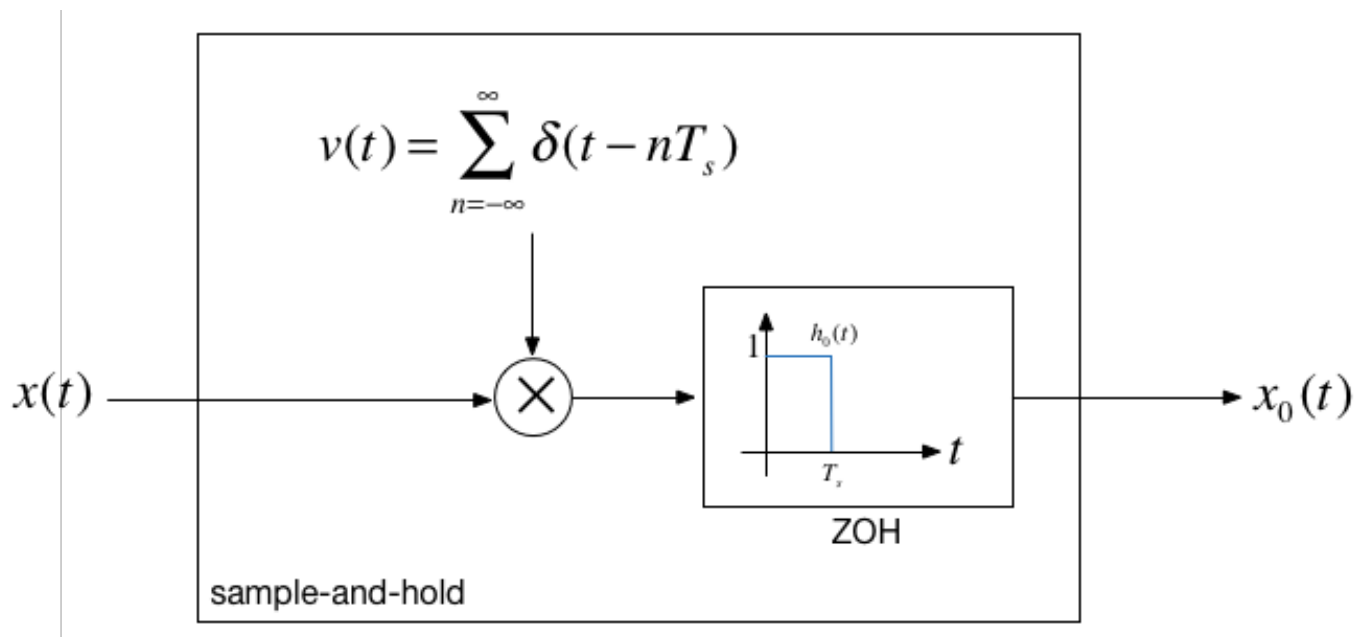 v(t) = ∑_{n=-∞}^{∞} δ(t − nT_s)
x(t)
×
1
h_0(t)
t
T_s
x_0(t)
ZOH
sample-and-hold